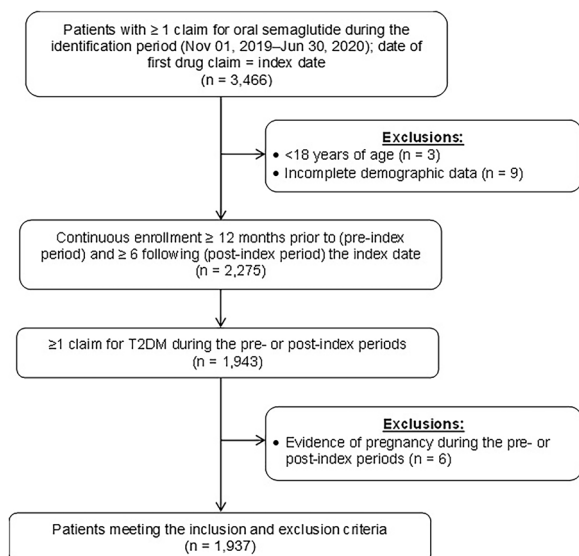 Patients with ≥ 1 claim for oral semaglutide during the
identification period (Nov 01, 2019–Jun 30, 2020); date of
first drug claim = index date
(n = 3,466)
Exclusions:
• <18 years of age (n = 3)
• Incomplete demographic data (n = 9)
Continuous enrollment ≥ 12 months prior to (pre-index
period) and ≥ 6 following (post-index period) the index date
(n = 2,275)
≥1 claim for T2DM during the pre- or post-index periods
(n = 1,943)
Exclusions:
• Evidence of pregnancy during the pre- or
post-index periods (n = 6)
Patients meeting the inclusion and exclusion criteria
(n = 1,937)